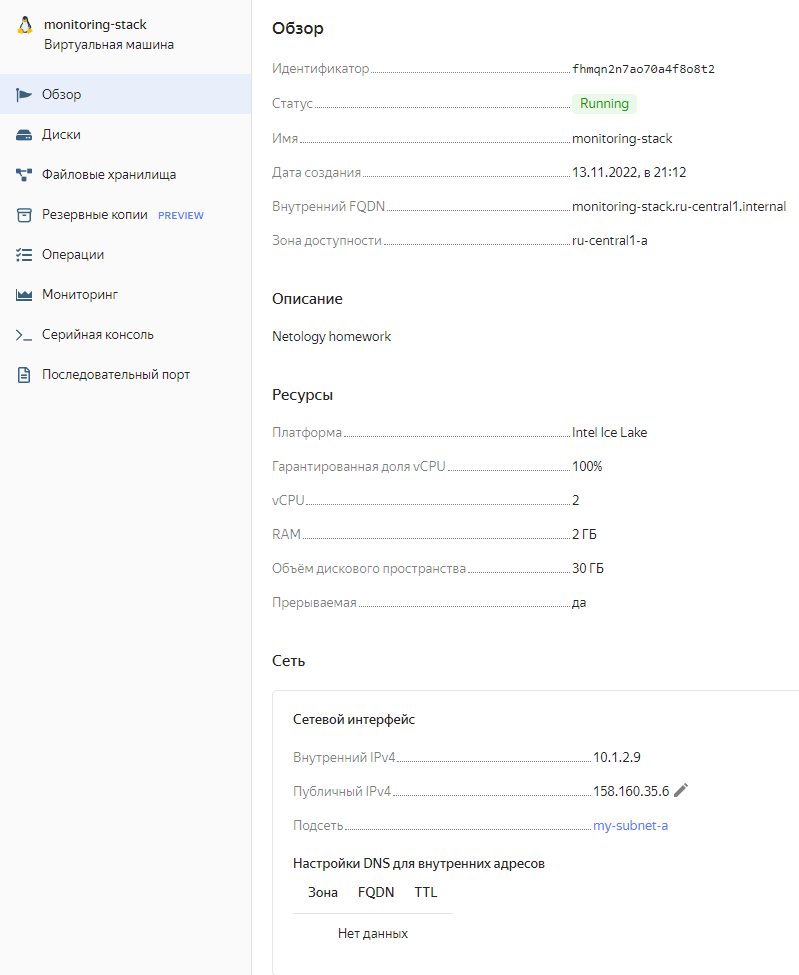 monitoring-stack
Виртуальная машина
Обзор
Диски
Файловые хранилища
Резервные копии PREVIEW
Операции
Мониторинг
Серийная консоль
Последовательный порт
Обзор
Идентификатор fhmqn2n7ao70a4f8o8t2
Статус Running
Имя monitoring-stack
Дата создания 13.11.2022, в 21:12
Внутренний FQDN monitoring-stack.ru-central1.internal
Зона доступности ru-central1-a
Описание
Netology homework
Ресурсы
Платформа Intel Ice Lake
Гарантированная доля vCPU 100%
vCPU 2
RAM 2 ГБ
Объём дискового пространства 30 ГБ
Прерываемая да
Сеть
Сетевой интерфейс
Внутренний IPv4 10.1.2.9
Публичный IPv4 158.160.35.6
Подсеть my-subnet-a
Настройки DNS для внутренних адресов
Зона FQDN TTL
Нет данных